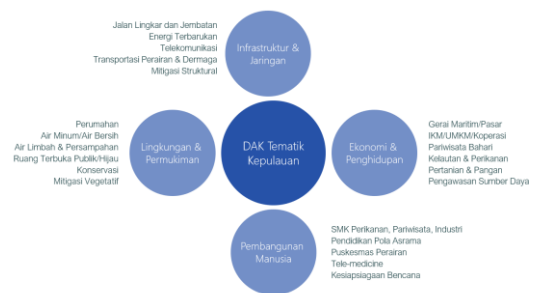 Jalan Lingkar dan Jembatan
Energi Terbarukan
Telekomunikasi
Transportasi Perairan & Dermaga
Mitigasi Struktural
Infrastruktur &
Jaringan
Perumahan
Air Minum/Air Bersih
Air Limbah & Persampahan
Ruang Terbuka Publik/Hijau
Konservasi
Mitigasi Vegetatif
Lingkungan &
Permukiman
DAK Tematik
Kepulauan
Ekonomi &
Penghidupan
Gerai Maritim/Pasar
IKM/UMKM/Koperasi
Pariwisata Bahari
Kelautan & Perikanan
Pertanian & Pangan
Pengawasan Sumber Daya
Pembangunan
Manusia
SMK Perikanan, Pariwisata, Industri
Pendidikan Pola Asrama
Puskesmas Perairan
Tele-medicine
Kesiapsiagaan Bencana